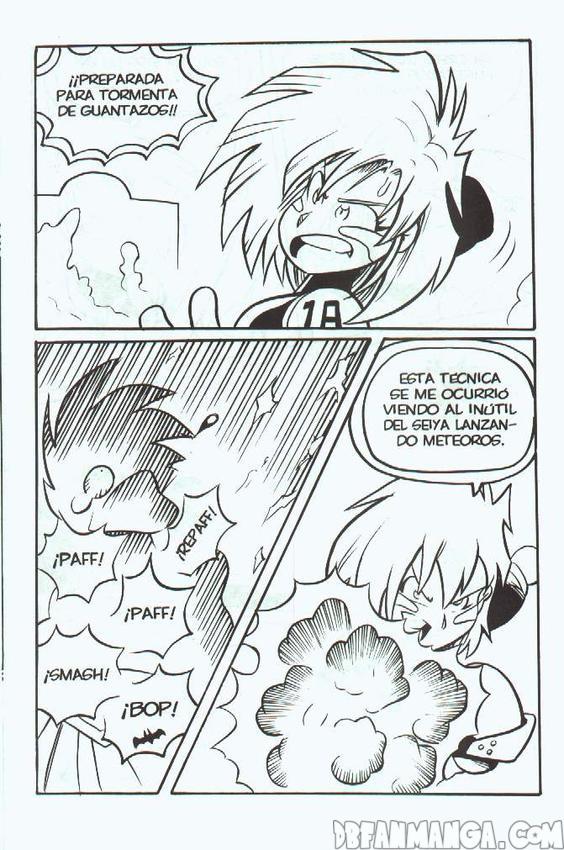 ¡¡PREPARADA
PARA TORMENTA
DE GUANTAZOS!!
1A
ESTA TECNICA
SE ME OCURRIÓ
VIENDO AL INÚTIL
DEL SEIYA LANZAN-
DO METEOROS.
¡REPAFF!
¡PAFF!
¡PAFF!
¡SMASH!
¡BOP!
DBFANMANGA.COM